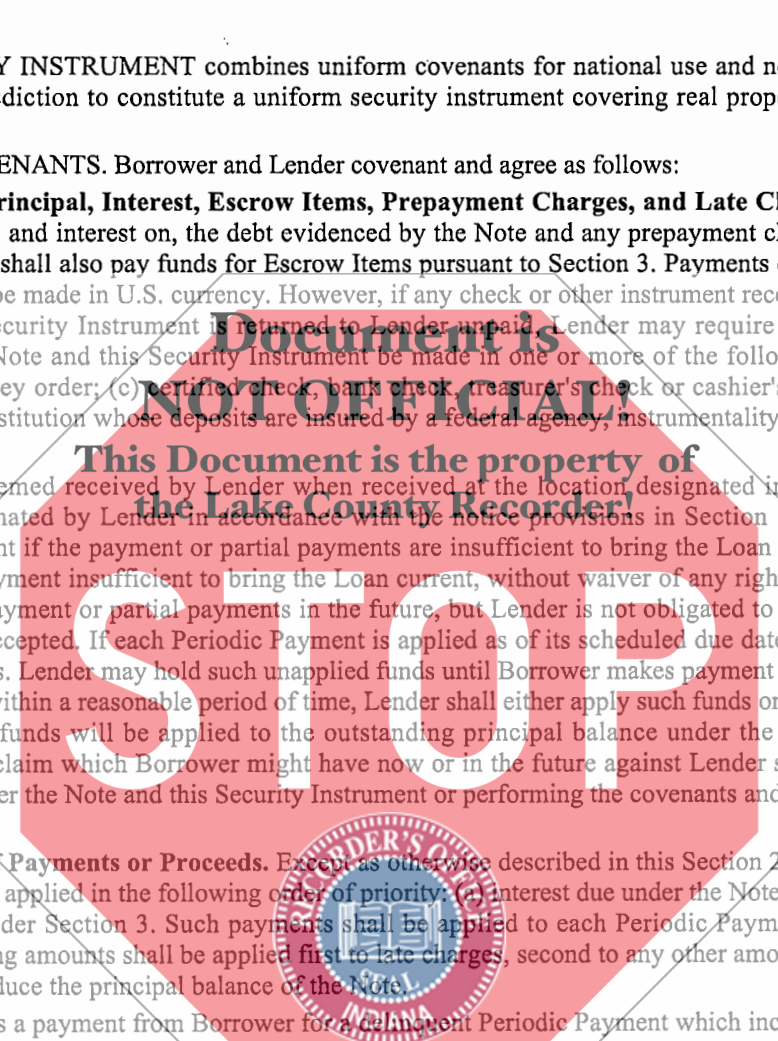 Y INSTRUMENT combines uniform covenants for national use and
diction to constitute a uniform security instrument covering real prop
ENANTS. Borrower and Lender covenant and agree as follows:
rincipal, Interest, Escrow Items, Prepayment Charges, and Late C
and interest on, the debt evidenced by the Note and any prepayment c
shall also pay funds for Escrow Items pursuant to Section 3. Payments
be made in U.S. currency. However, if any check or other instrument rec
ecurity Instrument is returned to Lender unpaid, Lender may require
Document is
Note and this Security Instrument be made in one or more of the follo
ey order; (c) certified check, bank check, treasurer's check or cashier's
NOT OFFICIAL!
stitution whose deposits are insured by a federal agency, instrumentality
This Document is the property of
emed received by Lender when received at the location designated i
the Lake County Recorder!
nated by Lender in accordance with the notice provisions in Section
nt if the payment or partial payments are insufficient to bring the Loan
yment insufficient to bring the Loan current, without waiver of any righ
ayment or partial payments in the future, but Lender is not obligated to
ccepted. If each Periodic Payment is applied as of its scheduled due date
s. Lender may hold such unapplied funds until Borrower makes payment
STOP
ithin a reasonable period of time, Lender shall either apply such funds or
funds will be applied to the outstanding principal balance under the
claim which Borrower might have now or in the future against Lender s
er the Note and this Security Instrument or performing the covenants and
f Payments or Proceeds. Except as otherwise described in this Section 2
applied in the following order of priority: (a) interest due under the Note
der Section 3. Such payments shall be applied to each Periodic Paym
ng amounts shall be applied first to late charges, second to any other amo
duce the principal balance of the Note.
RECORDER'S OFFICE
SEAL
INDIANA
s a payment from Borrower for a delinquent Periodic Payment which inc